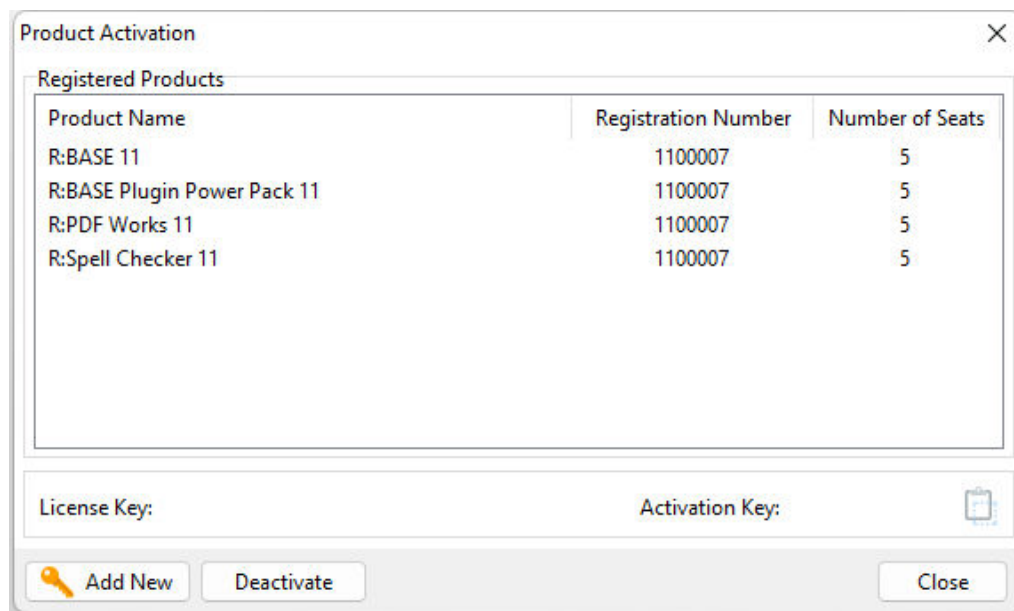 Product Activation
Registered Products
Product Name Registration Number Number of Seats
R:BASE 11 1100007 5
R:BASE Plugin Power Pack 11 1100007 5
R:PDF Works 11 1100007 5
R:Spell Checker 11 1100007 5
License Key: Activation Key:
Add New Deactivate Close